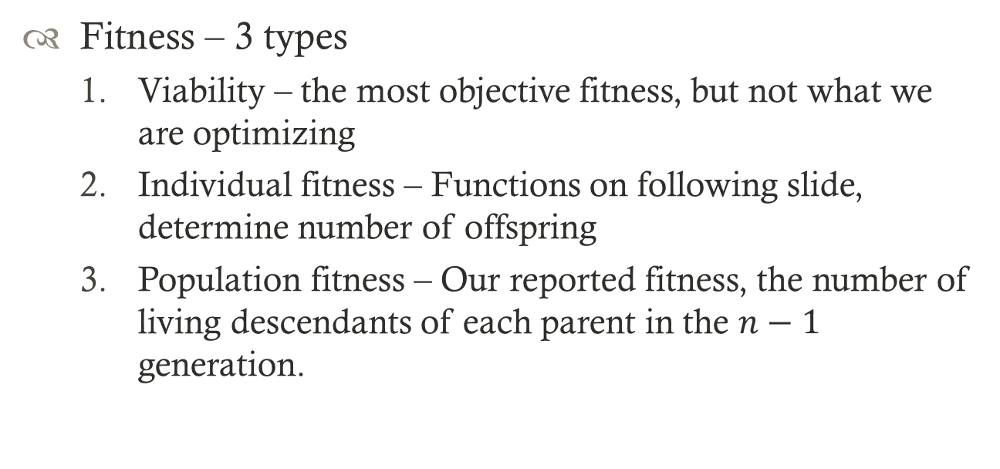 Fitness – 3 types
1. Viability – the most objective fitness, but not what we
are optimizing
2. Individual fitness – Functions on following slide,
determine number of offspring
3. Population fitness – Our reported fitness, the number of
living descendants of each parent in the n − 1
generation.